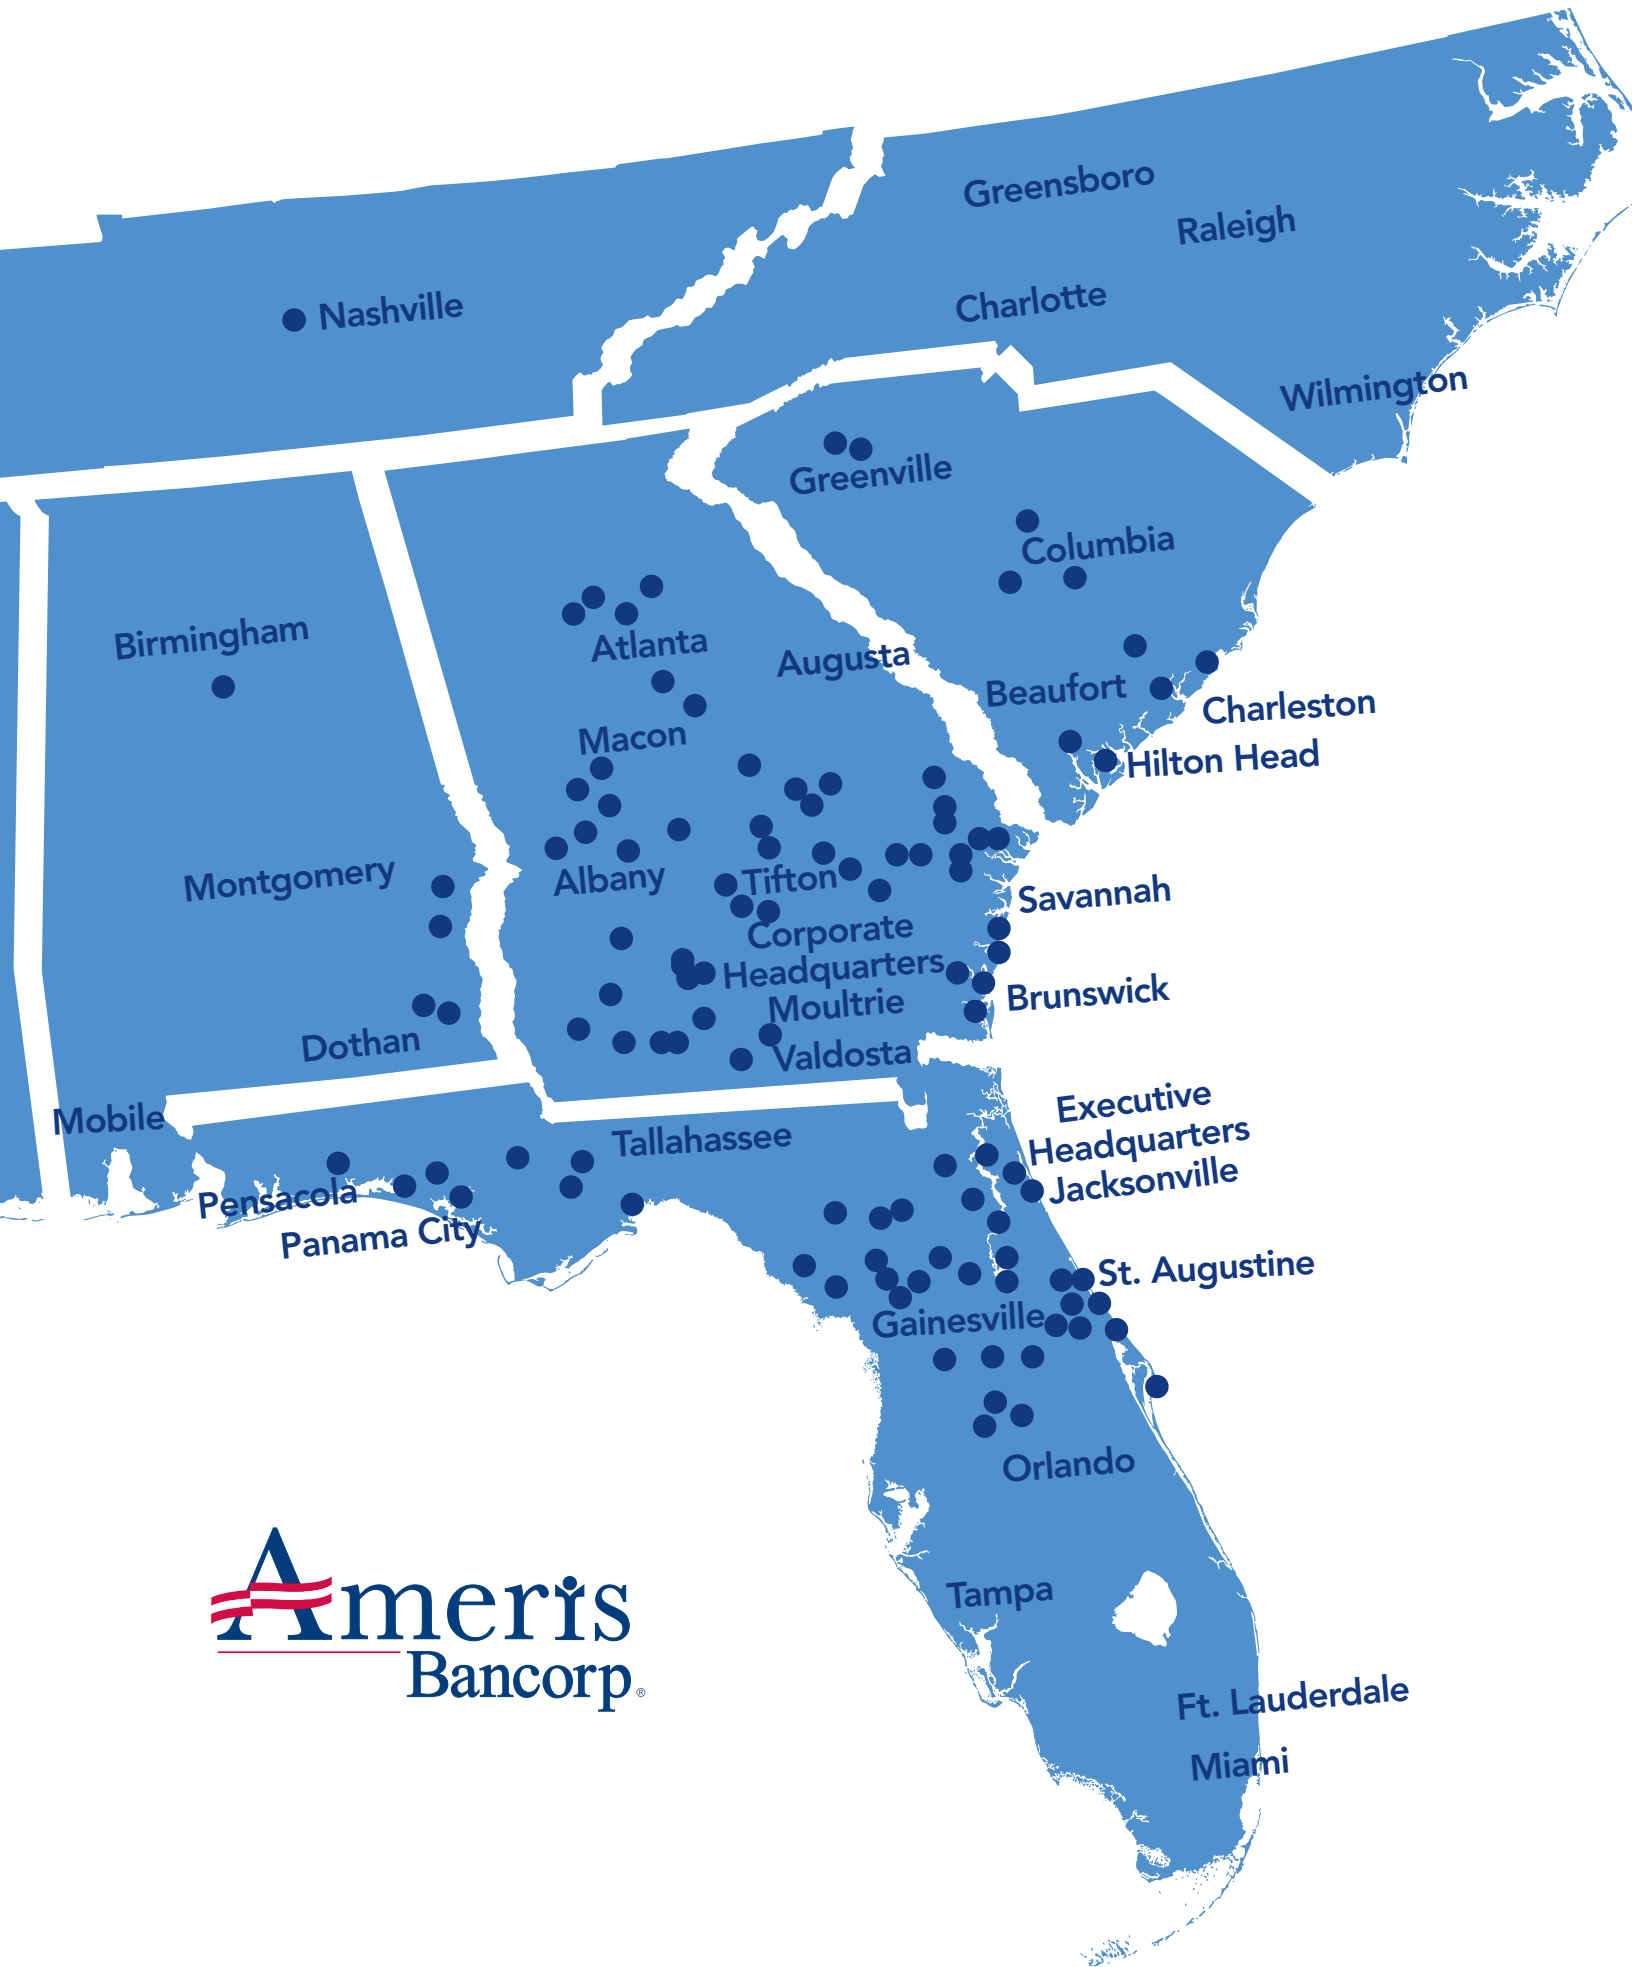 Greensboro
Raleigh
Nashville
Charlotte
Wilmington
Greenville
Columbia
Birmingham
Atlanta
Augusta
Beaufort
Charleston
Macon
Hilton Head
Montgomery
Albany
Tifton
Savannah
Corporate
Headquarters
Moultrie
Brunswick
Dothan
Valdosta
Mobile
Executive
Headquarters
Jacksonville
Tallahassee
Pensacola
Panama City
St. Augustine
Gainesville
Orlando
Tampa
Ameris
Bancorp®
Ft. Lauderdale
Miami